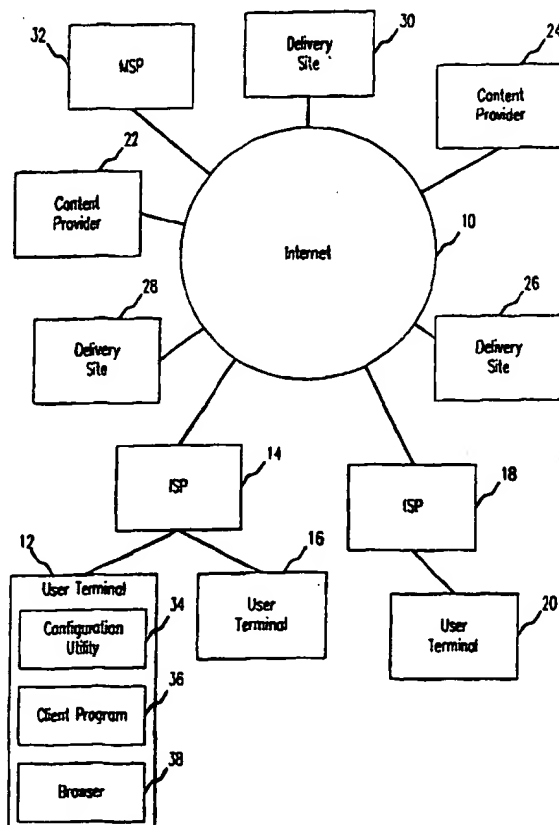 32
MSP
Delivery
Site
30
24
Content
Provider
22
Content
Provider
Internet
10
28
Delivery
Site
26
Delivery
Site
ISP
14
ISP
18
12
User Terminal
Configuration
Utility
34
Client Program
36
Browser
38
16
User
Terminal
User
Terminal
20